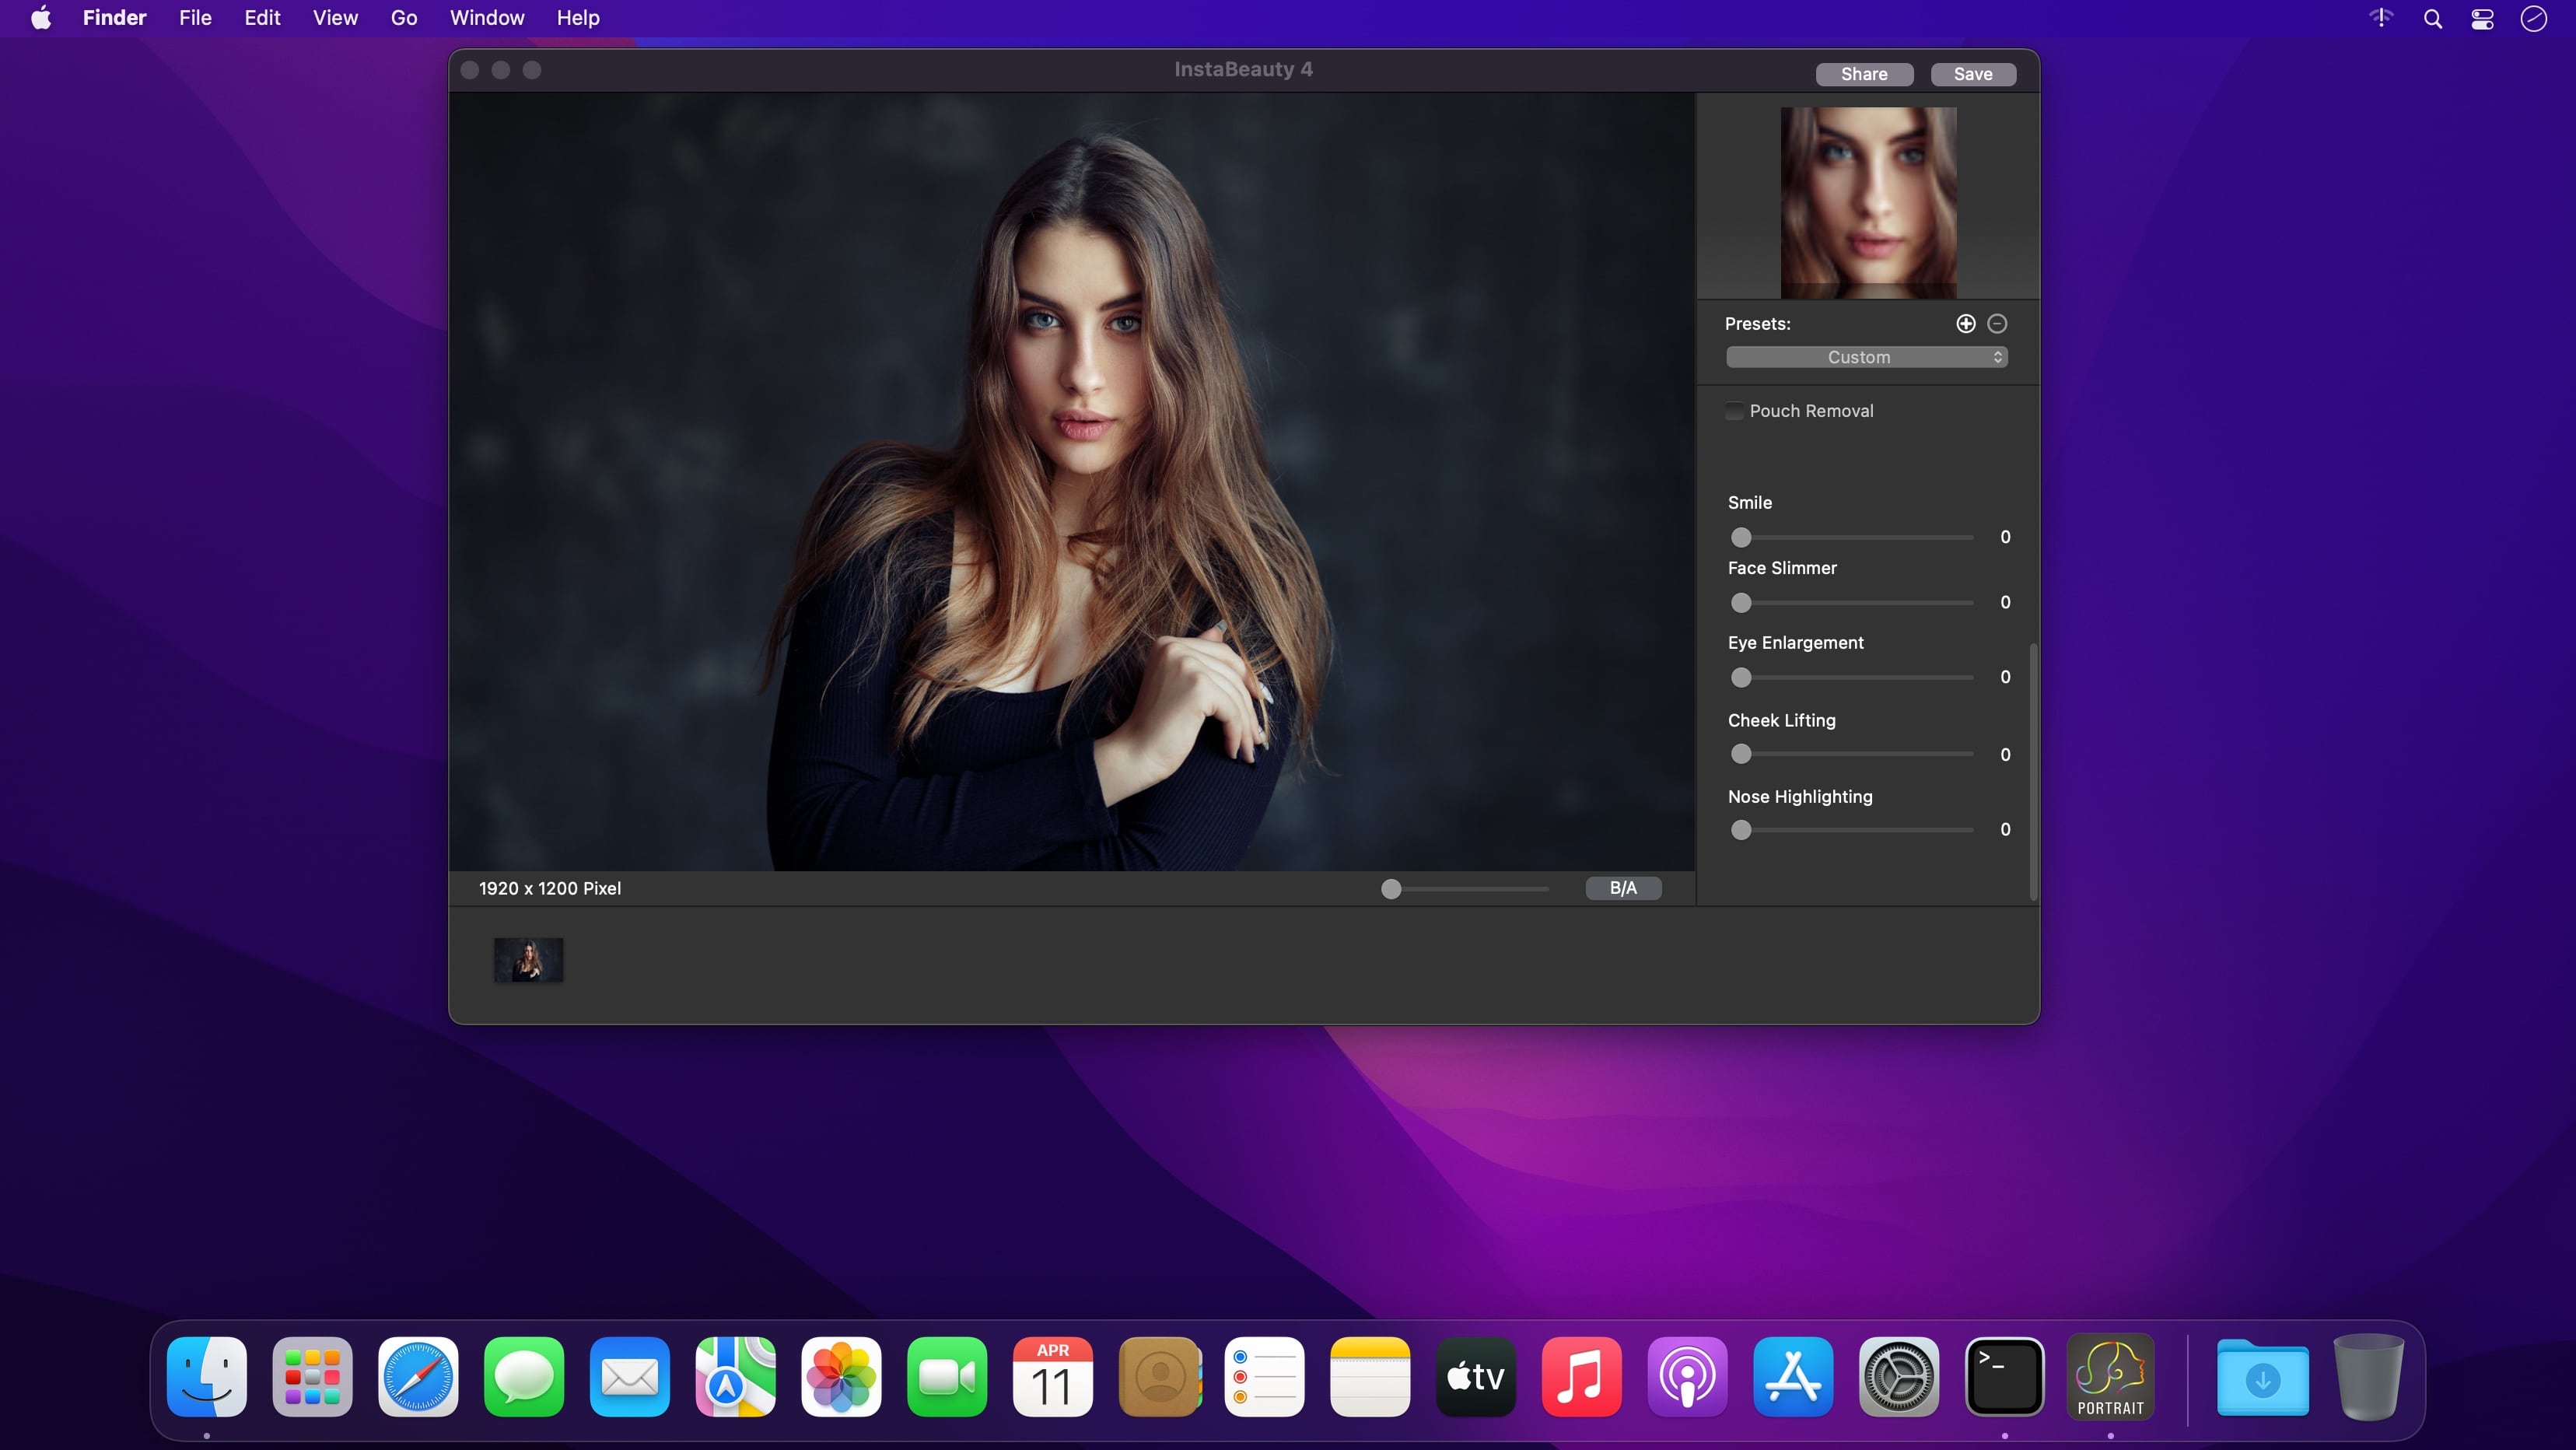 Finder File Edit View Go Window Help
InstaBeauty 4
Share Save
Presets:
Custom
Pouch Removal
Smile
0
Face Slimmer
0
Eye Enlargement
0
Cheek Lifting
0
Nose Highlighting
0
1920 x 1200 Pixel
B/A
APR
11
tv
>_
PORTRAIT